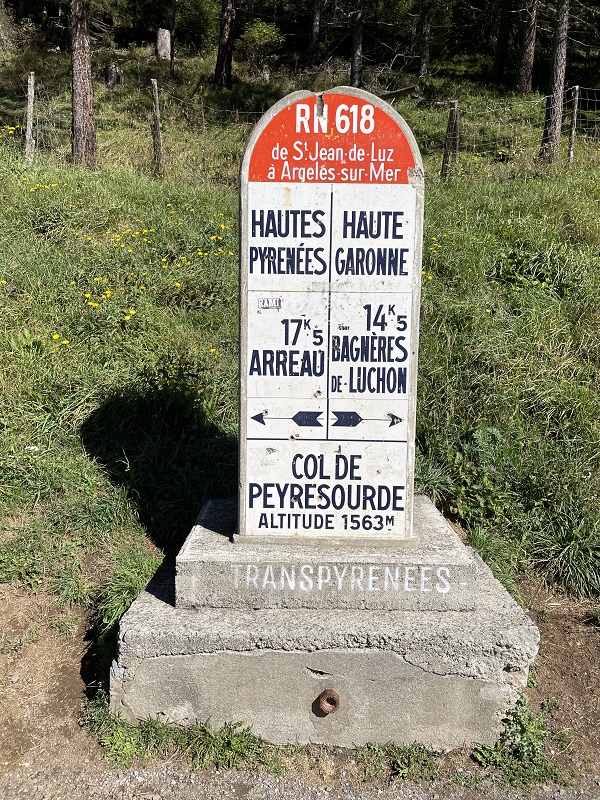 RN 618
de St Jean-de-Luz
à Argelés-sur-Mer
HAUTES
PYRENÉES
HAUTE
GARONNE
17K5
ARREAU
14K5
BAGNÈRES
DE-LUCHON
COL DE
PEYRESOURDE
ALTITUDE 1563M
TRANSPYRENEES